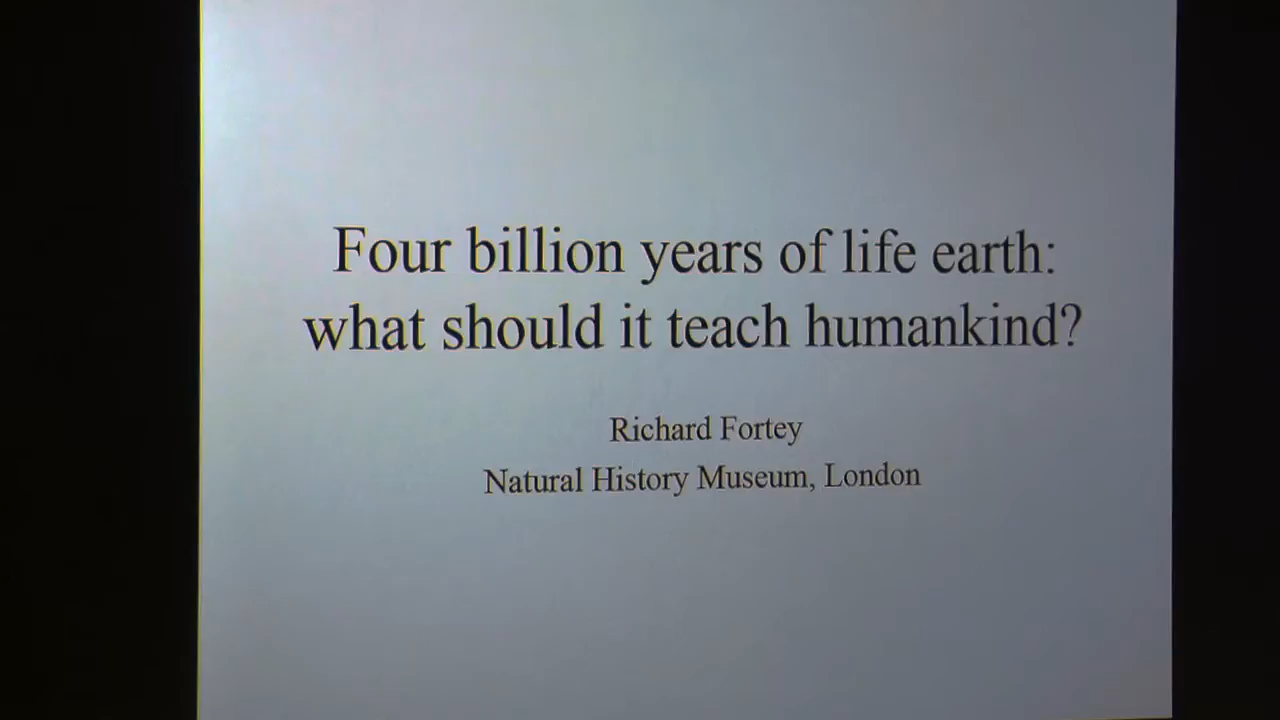 Four billion years of life earth:
what should it teach humankind?
Richard Fortey
Natural History Museum, London